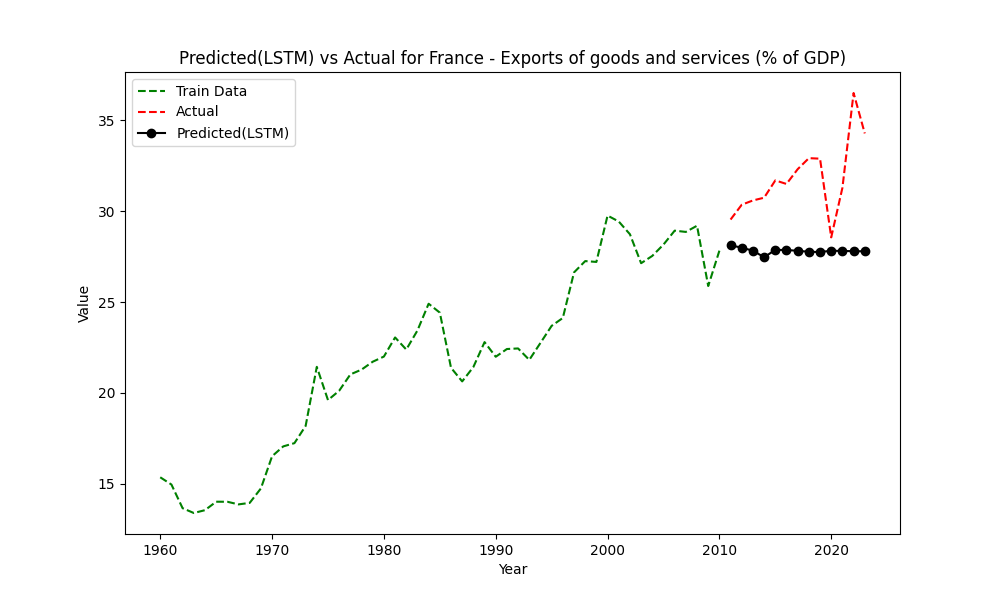 Predicted(LSTM) vs Actual for France - Exports of goods and services (% of GDP)
Train Data
Actual
Predicted(LSTM)
35
30
25
20
15
Value
1960 1970 1980 1990 2000 2010 2020
Year